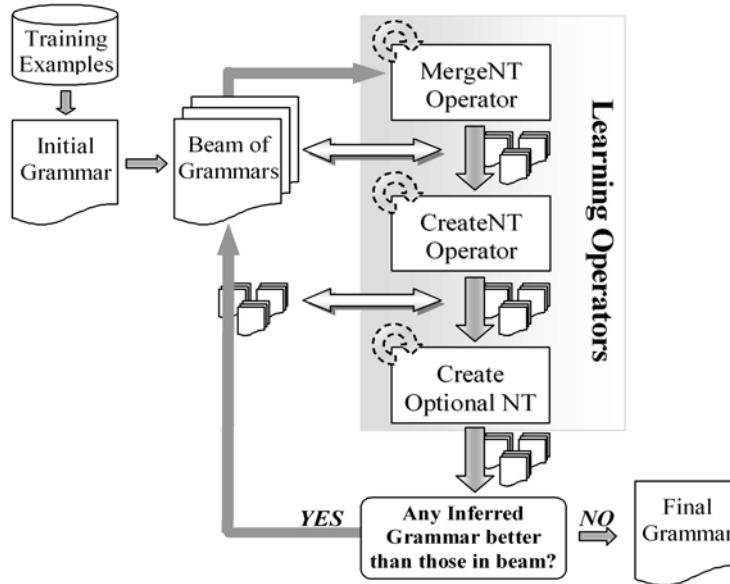 Training
Examples
Initial
Grammar
Beam of
Grammars
MergeNT
Operator
CreateNT
Operator
Create
Optional NT
Learning Operators
YES
Any Inferred
Grammar better
than those in beam?
NO
Final
Grammar